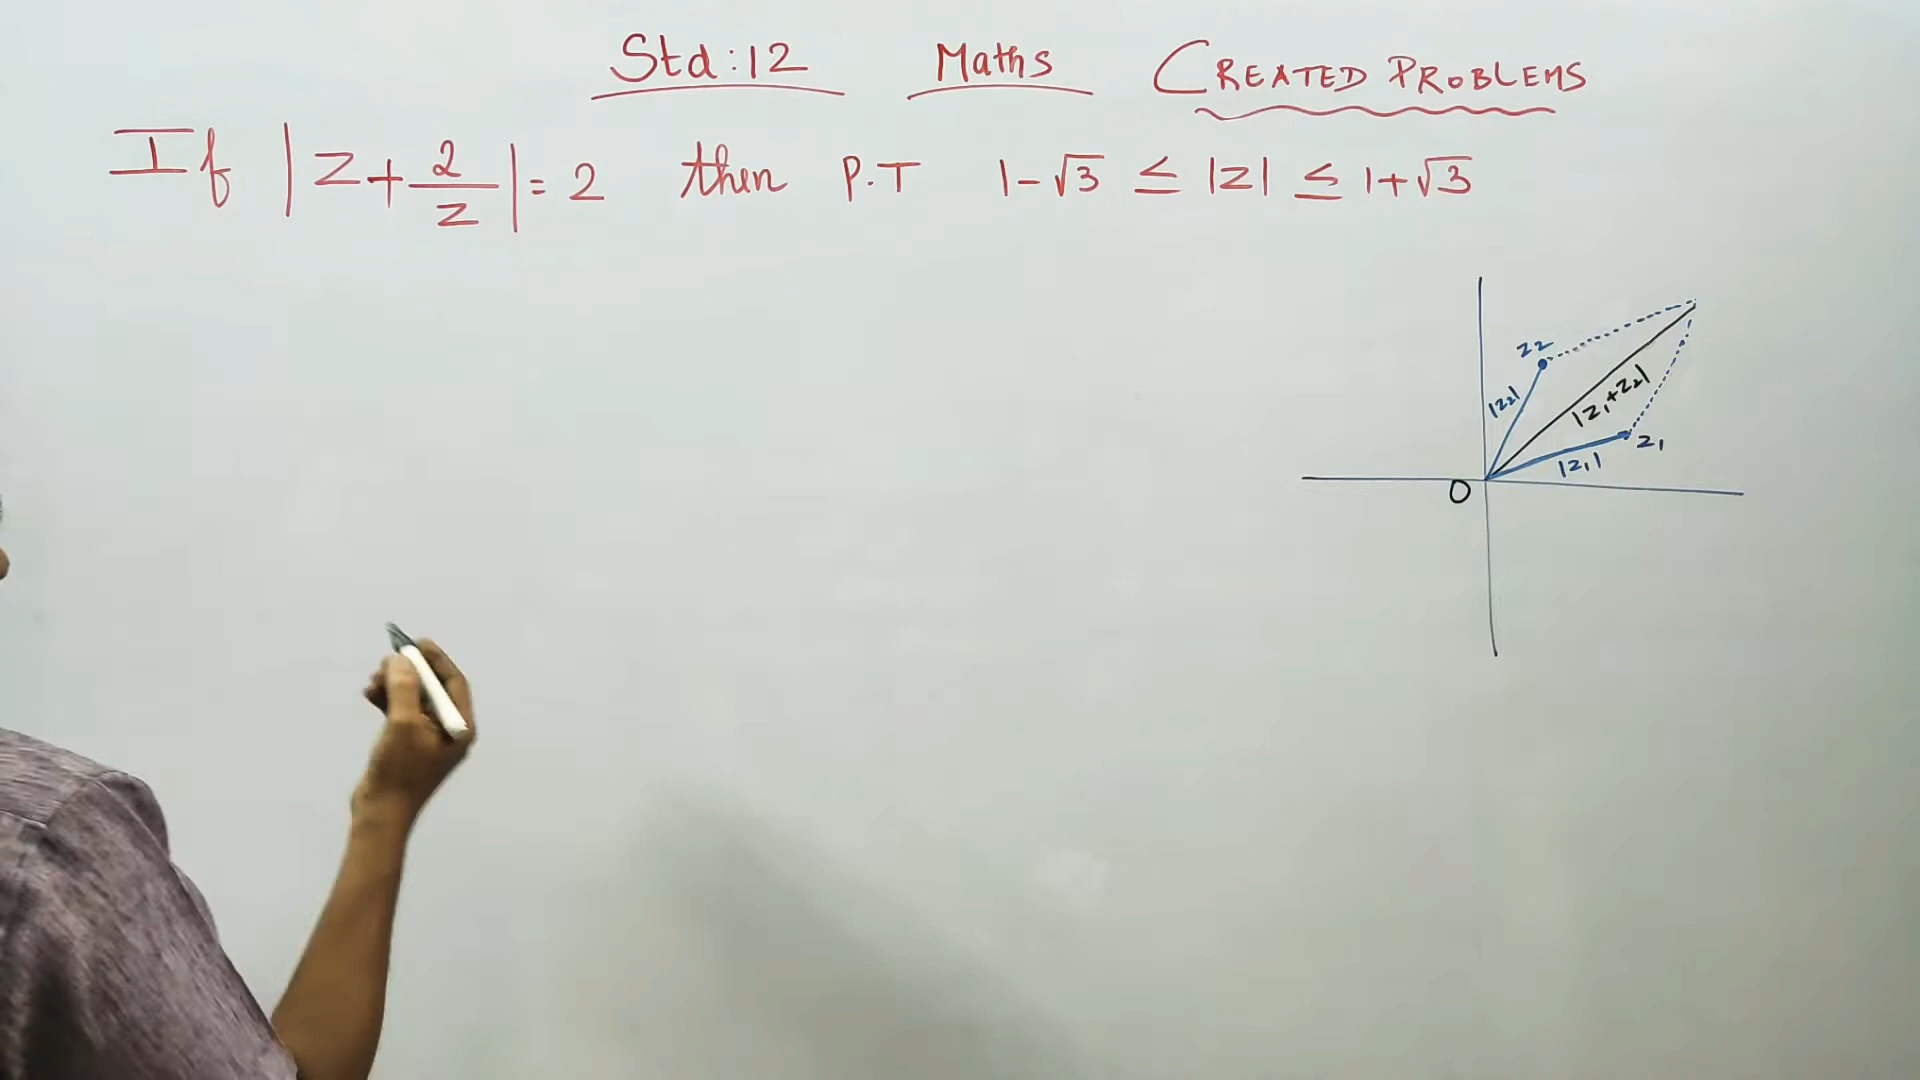 Std: 12 Maths CREATED PROBLEMS
If |z + 2/z| = 2 then P.T 1 - √3 ≤ |z| ≤ 1 + √3
z₂
|z₂|
|z₁+z₂|
z₁
|z₁|
O